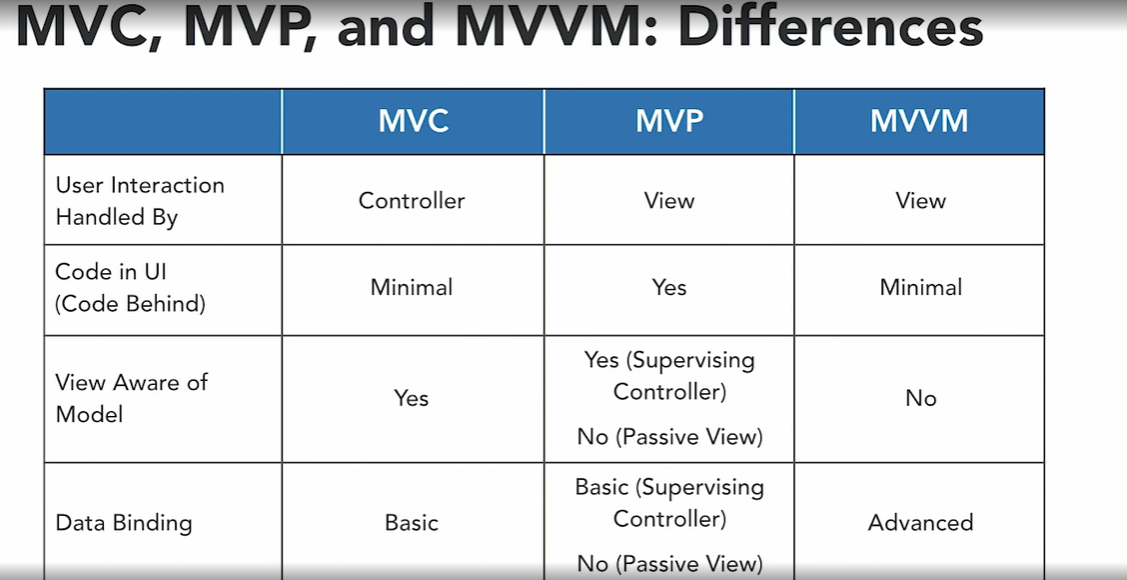 MVC, MVP, and MVVM: Differences
MVC MVP MVVM
User Interaction
Handled By
Controller
View
View
Code in UI
(Code Behind)
Minimal
Yes
Minimal
View Aware of
Model
Yes
Yes (Supervising
Controller)
No (Passive View)
No
Data Binding
Basic
Basic (Supervising
Controller)
No (Passive View)
Advanced